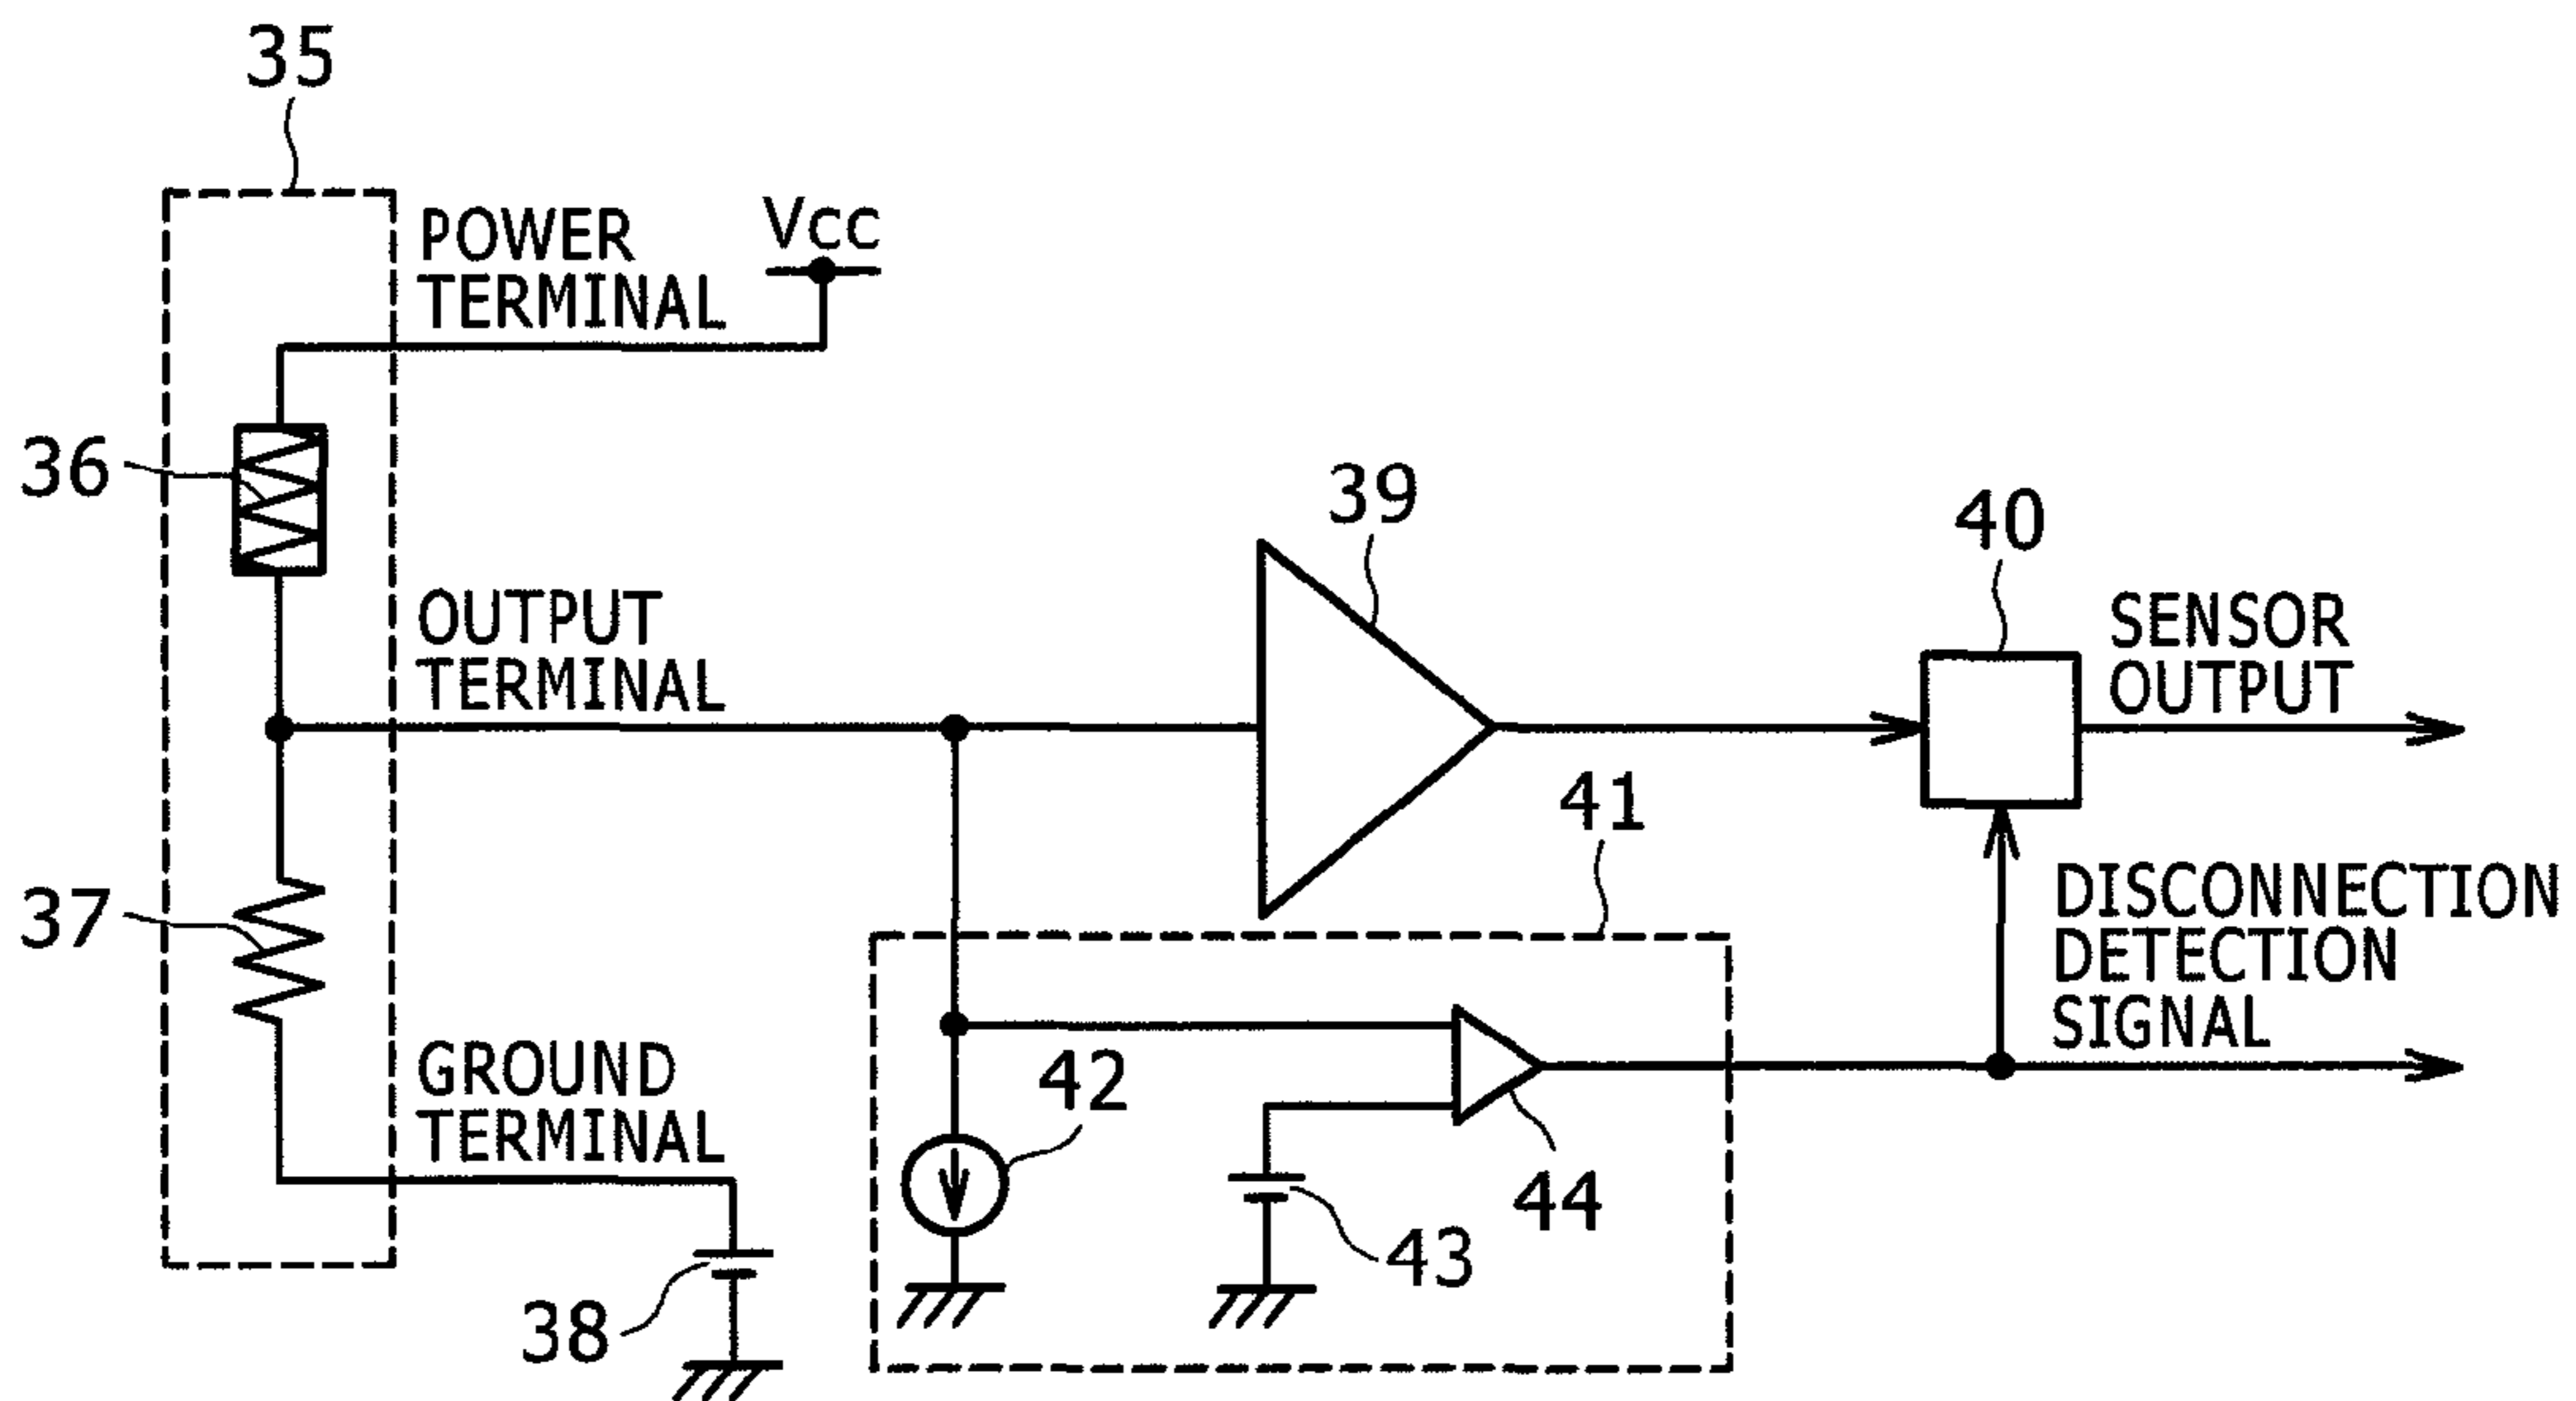 35
POWER
TERMINAL
Vcc
36
39
40
OUTPUT
TERMINAL
SENSOR
OUTPUT
41
37
DISCONNECTION
DETECTION
SIGNAL
GROUND
TERMINAL
42
44
43
38